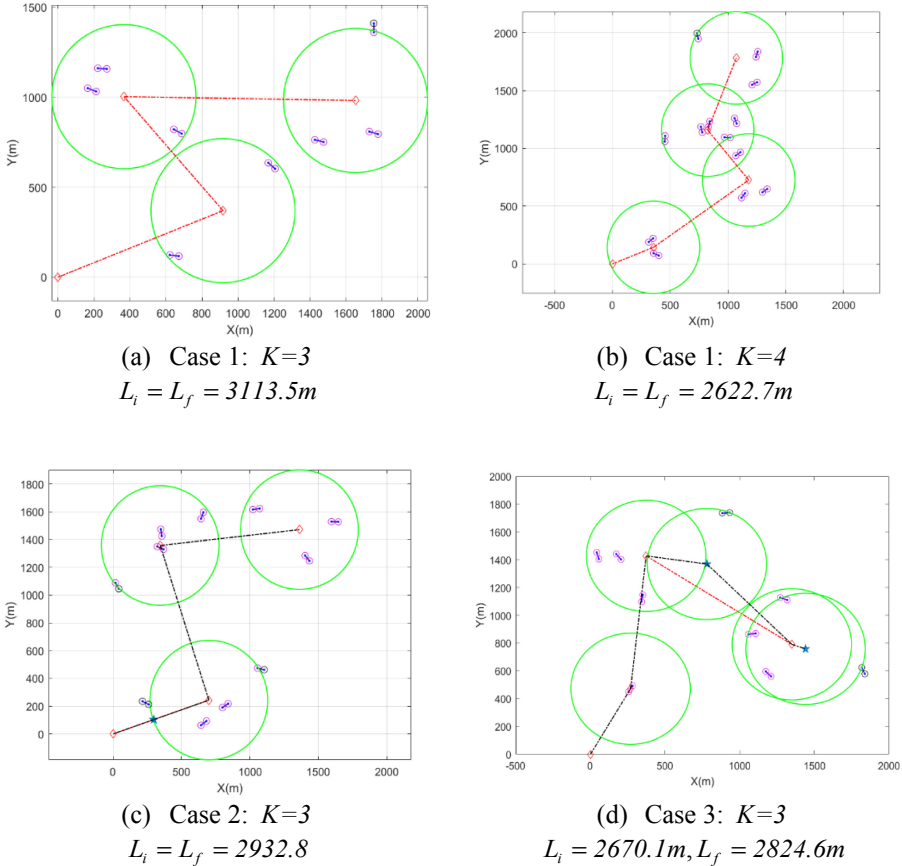 1500
1000
500
0
Y(m)
0 200 400 600 800 1000 1200 1400 1600 1800 2000
X(m)
(a) Case 1: K=3
L_i = L_f = 3113.5m
2000
1500
1000
500
0
Y(m)
-500 0 500 1000 1500 2000
X(m)
(b) Case 1: K=4
L_i = L_f = 2622.7m
1800
1600
1400
1200
1000
800
600
400
200
0
Y(m)
0 500 1000 1500 2000
X(m)
(c) Case 2: K=3
L_i = L_f = 2932.8
2000
1800
1600
1400
1200
1000
800
600
400
200
0
Y(m)
-500 0 500 1000 1500 2000
X(m)
(d) Case 3: K=3
L_i = 2670.1m, L_f = 2824.6m